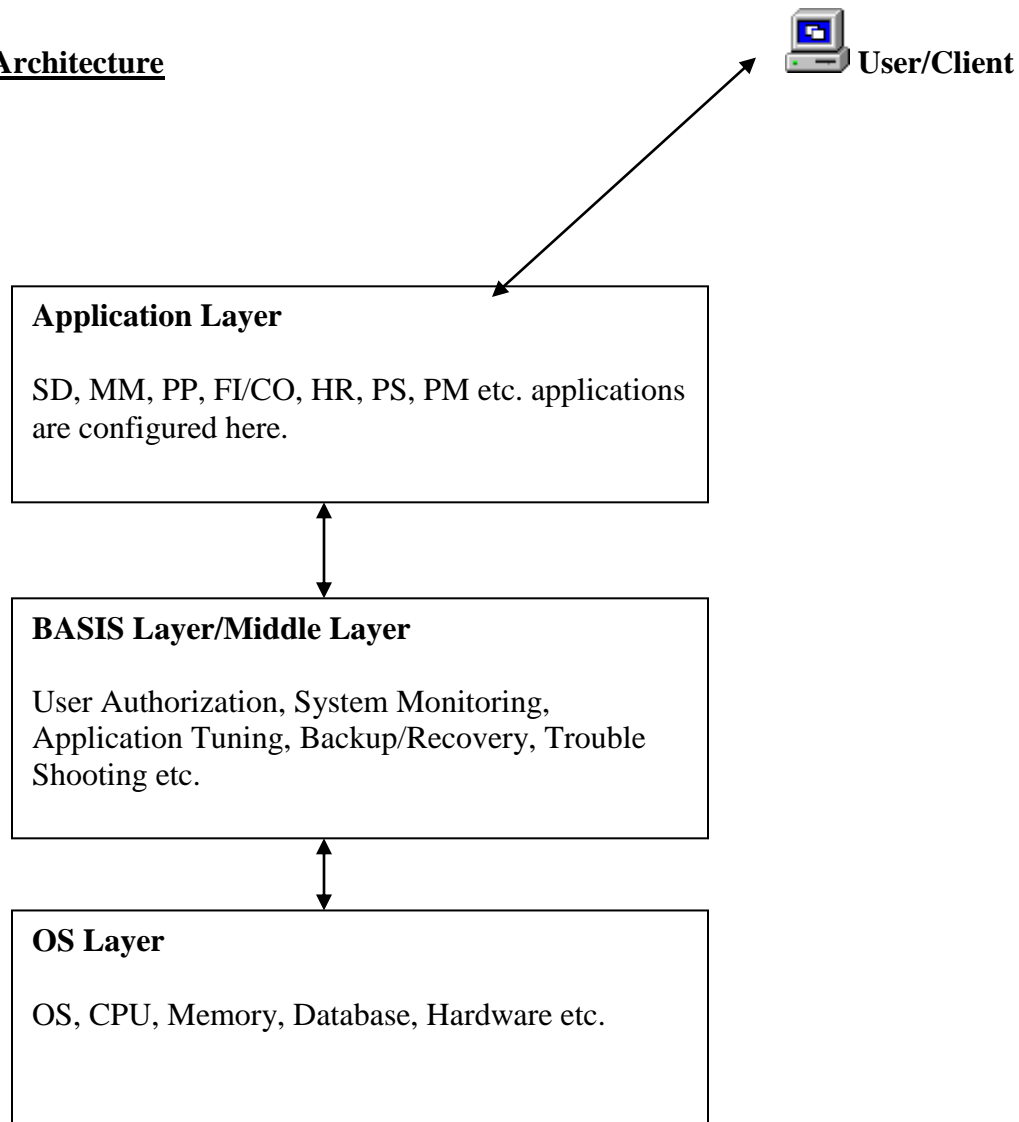 Architecture
User/Client
Application Layer
SD, MM, PP, FI/CO, HR, PS, PM etc. applications
are configured here.
BASIS Layer/Middle Layer
User Authorization, System Monitoring,
Application Tuning, Backup/Recovery, Trouble
Shooting etc.
OS Layer
OS, CPU, Memory, Database, Hardware etc.